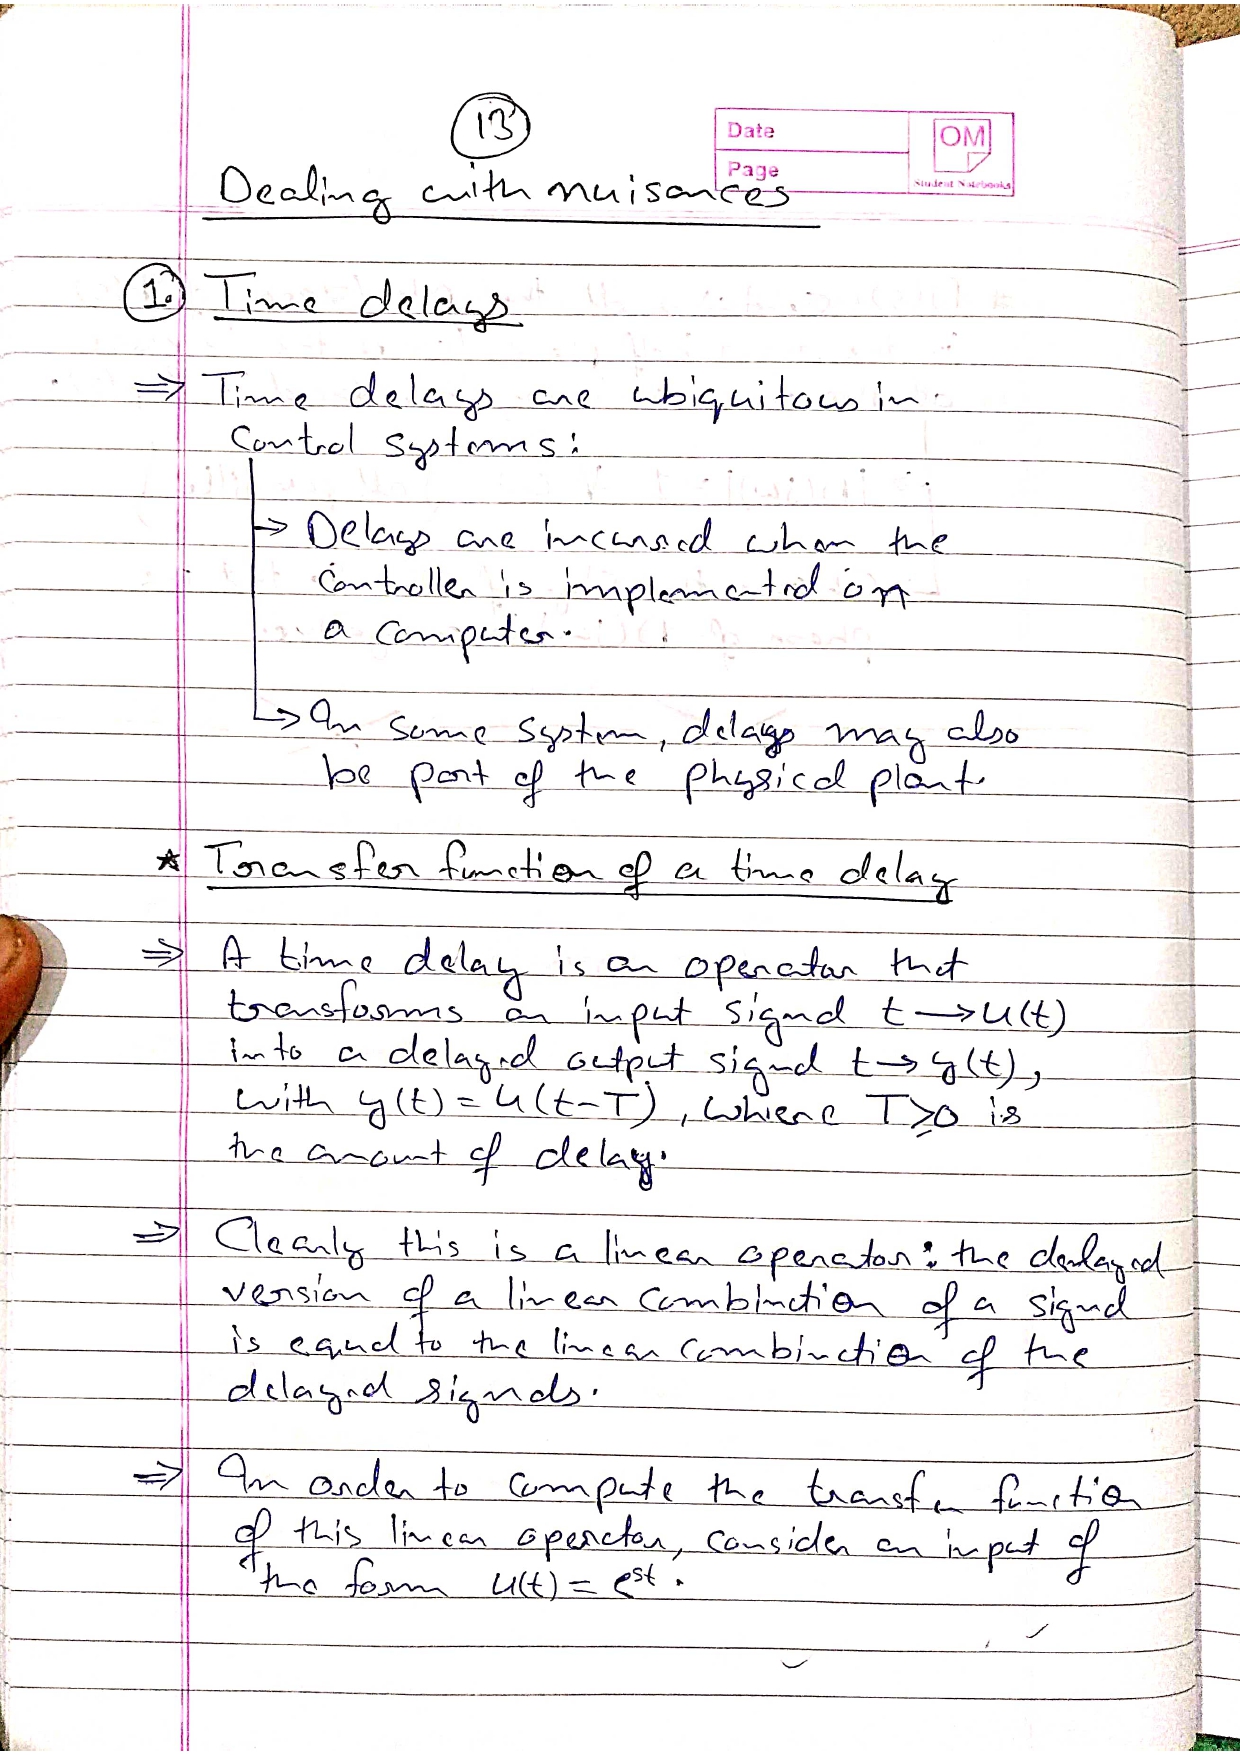 13
Date
OM
Page
Student Notebooks
Dealing with nuisances
1. Time delays
⇒ Time delays are ubiquitous in
Control systems:
→ Delays are incurred when the
controller is implemented on
a computer.
→ In some system, delays may also
be part of the physical plant.
★ Transfer function of a time delay
⇒ A time delay is an operator that
transforms an input signal t → u(t)
into a delayed output signal t → y(t),
with y(t) = u(t-T), where T ≥ 0 is
the amount of delay.
⇒ Clearly this is a linear operator: the delayed
version of a linear combination of a signal
is equal to the linear combination of the
delayed signals.
⇒ In order to compute the transfer function
of this linear operator, consider an input of
the form u(t) = e^st.